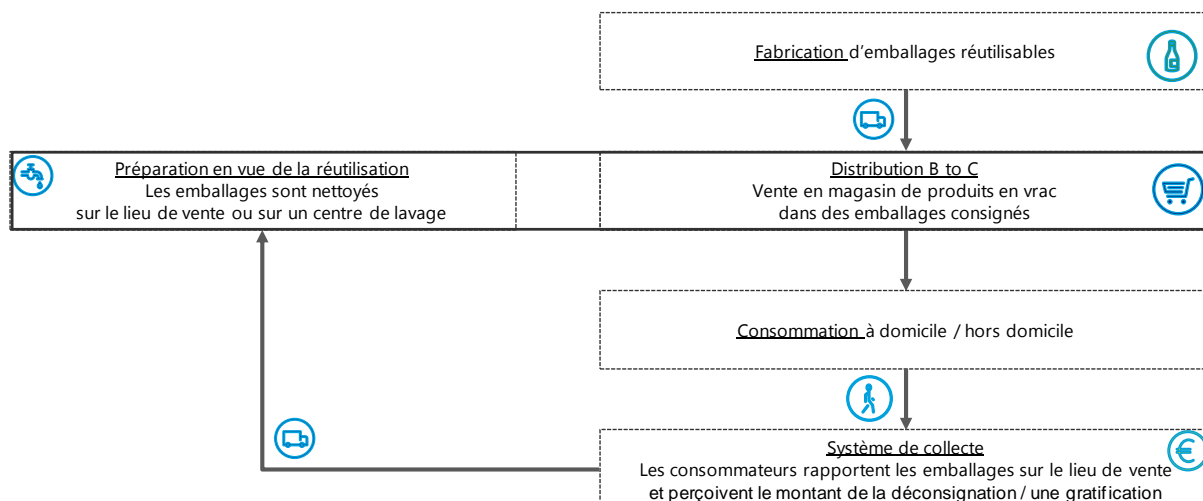 Fabrication d’emballages réutilisables
Préparation en vue de la réutilisation
Les emballages sont nettoyés
sur le lieu de vente ou sur un centre de lavage
Distribution B to C
Vente en magasin de produits en vrac
dans des emballages consignés
Consommation à domicile / hors domicile
Système de collecte
Les consommateurs rapportent les emballages sur le lieu de vente
et perçoivent le montant de la déconsignation / une gratification